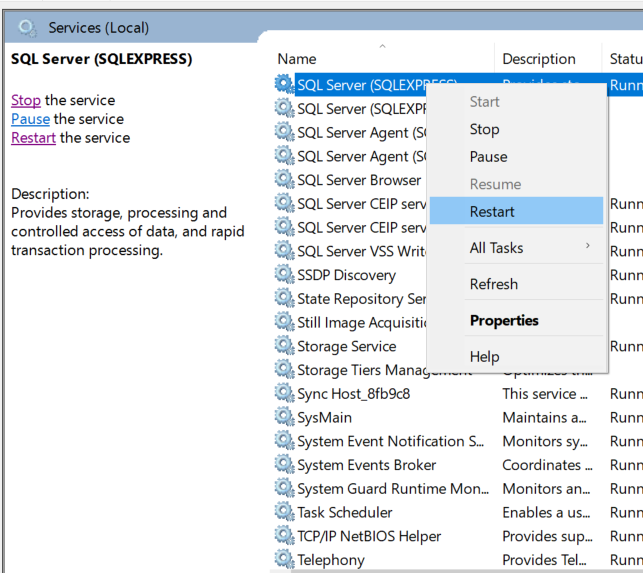 Services (Local)
SQL Server (SQLEXPRESS)
Stop the service
Pause the service
Restart the service
Description:
Provides storage, processing and
controlled access of data, and rapid
transaction processing.
Name Description Statu
SQL Server (SQLEXPRESS) Runn
SQL Server (SQLEXPR
SQL Server Agent (SQ
SQL Server Agent (SQ
SQL Server Browser
SQL Server CEIP serv Runn
SQL Server CEIP serv Runn
SQL Server VSS Write Runn
SSDP Discovery Runn
State Repository Ser Runn
Still Image Acquisitio
Storage Service Runn
Storage Tiers Management Optimizes th...
Sync Host_8fb9c8 This service ... Runn
SysMain Maintains a... Runn
System Event Notification S... Monitors sy... Runn
System Events Broker Coordinates ... Runn
System Guard Runtime Mon... Monitors an... Runn
Task Scheduler Enables a us... Runn
TCP/IP NetBIOS Helper Provides sup... Runn
Telephony Provides Tel... Runn
Start
Stop
Pause
Resume
Restart
All Tasks
Refresh
Properties
Help